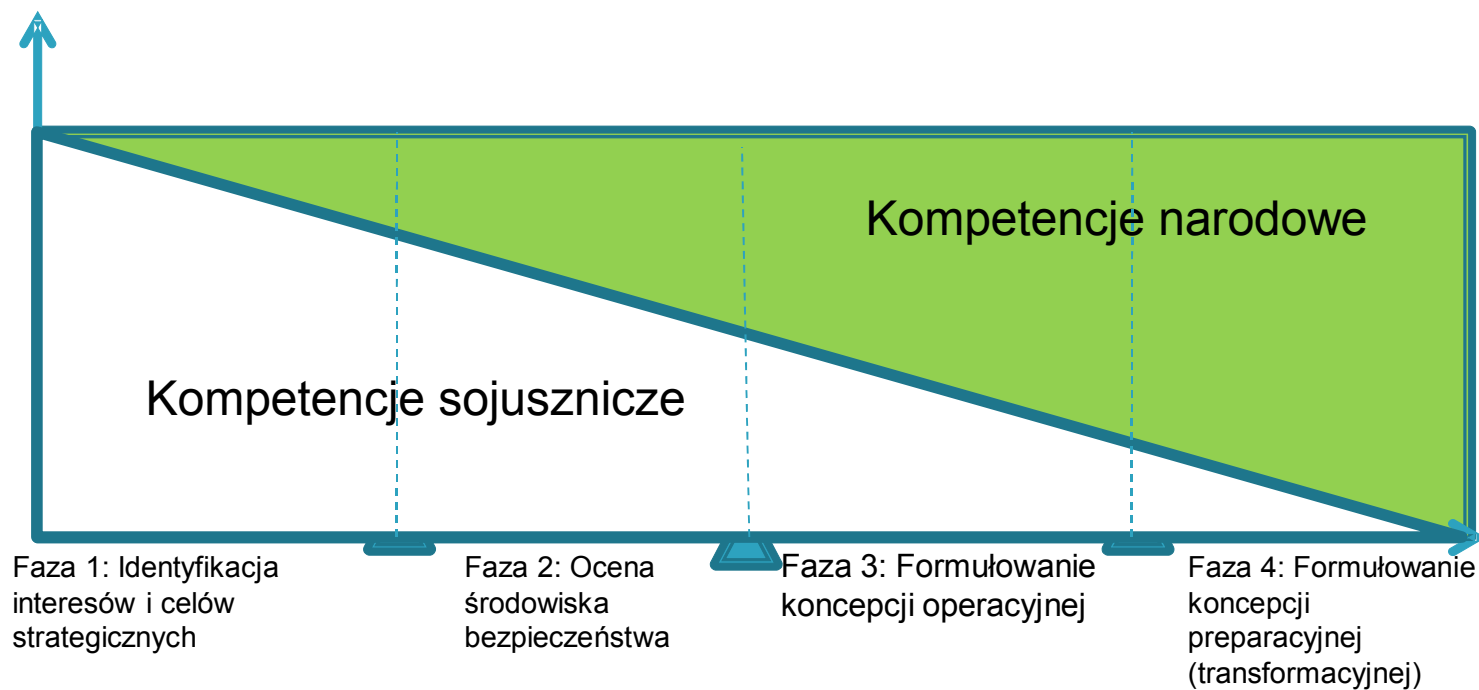 Kompetencje narodowe
Kompetencje sojusznicze
Faza 1: Identyfikacja
interesów i celów
strategicznych
Faza 2: Ocena
środowiska
bezpieczeństwa
Faza 3: Formułowanie
koncepcji operacyjnej
Faza 4: Formułowanie
koncepcji
preparacyjnej
(transformacyjnej)